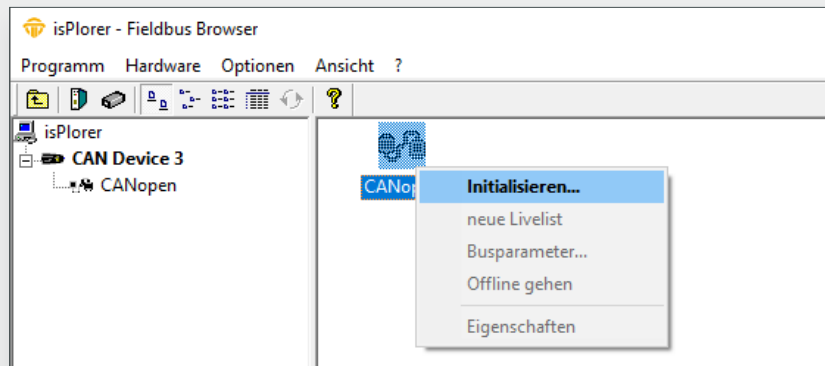 isPlorer - Fieldbus Browser
Programm Hardware Optionen Ansicht ?
isPlorer
CAN Device 3
CANopen
CANop
Initialisieren...
neue Livelist
Busparameter...
Offline gehen
Eigenschaften